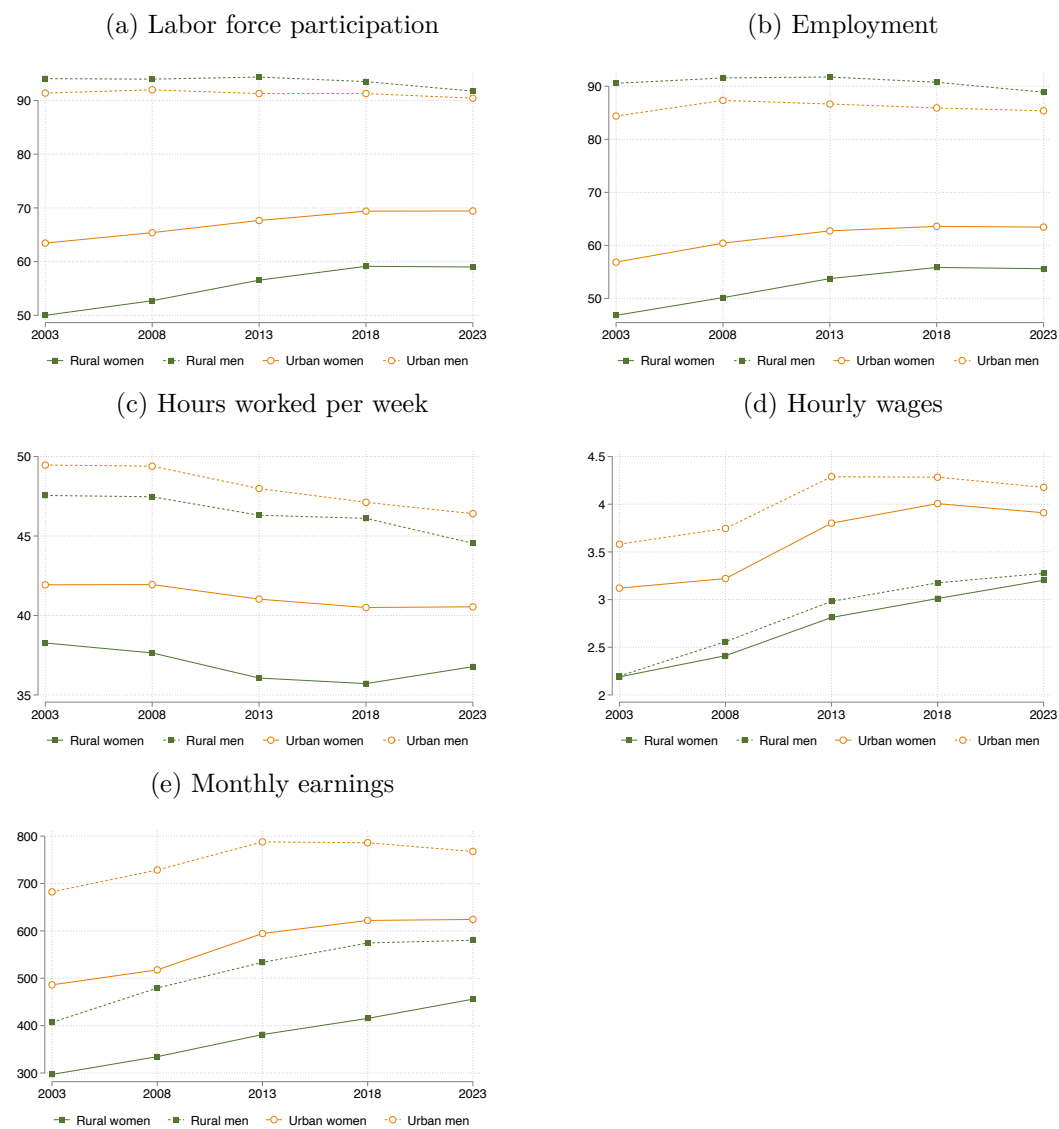 (a) Labor force participation
90
70
60
50
2003 2008 2013 2018 2023
Rural women Rural men Urban women Urban men
(b) Employment
90
80
70
60
50
2003 2008 2013 2018 2023
Rural women Rural men Urban women Urban men
(c) Hours worked per week
50
45
40
35
2003 2008 2013 2018 2023
Rural women Rural men Urban women Urban men
(d) Hourly wages
4.5
4
3.5
3
2.5
2
2003 2008 2013 2018 2023
Rural women Rural men Urban women Urban men
(e) Monthly earnings
800
700
600
500
400
300
2003 2008 2013 2018 2023
Rural women Rural men Urban women Urban men